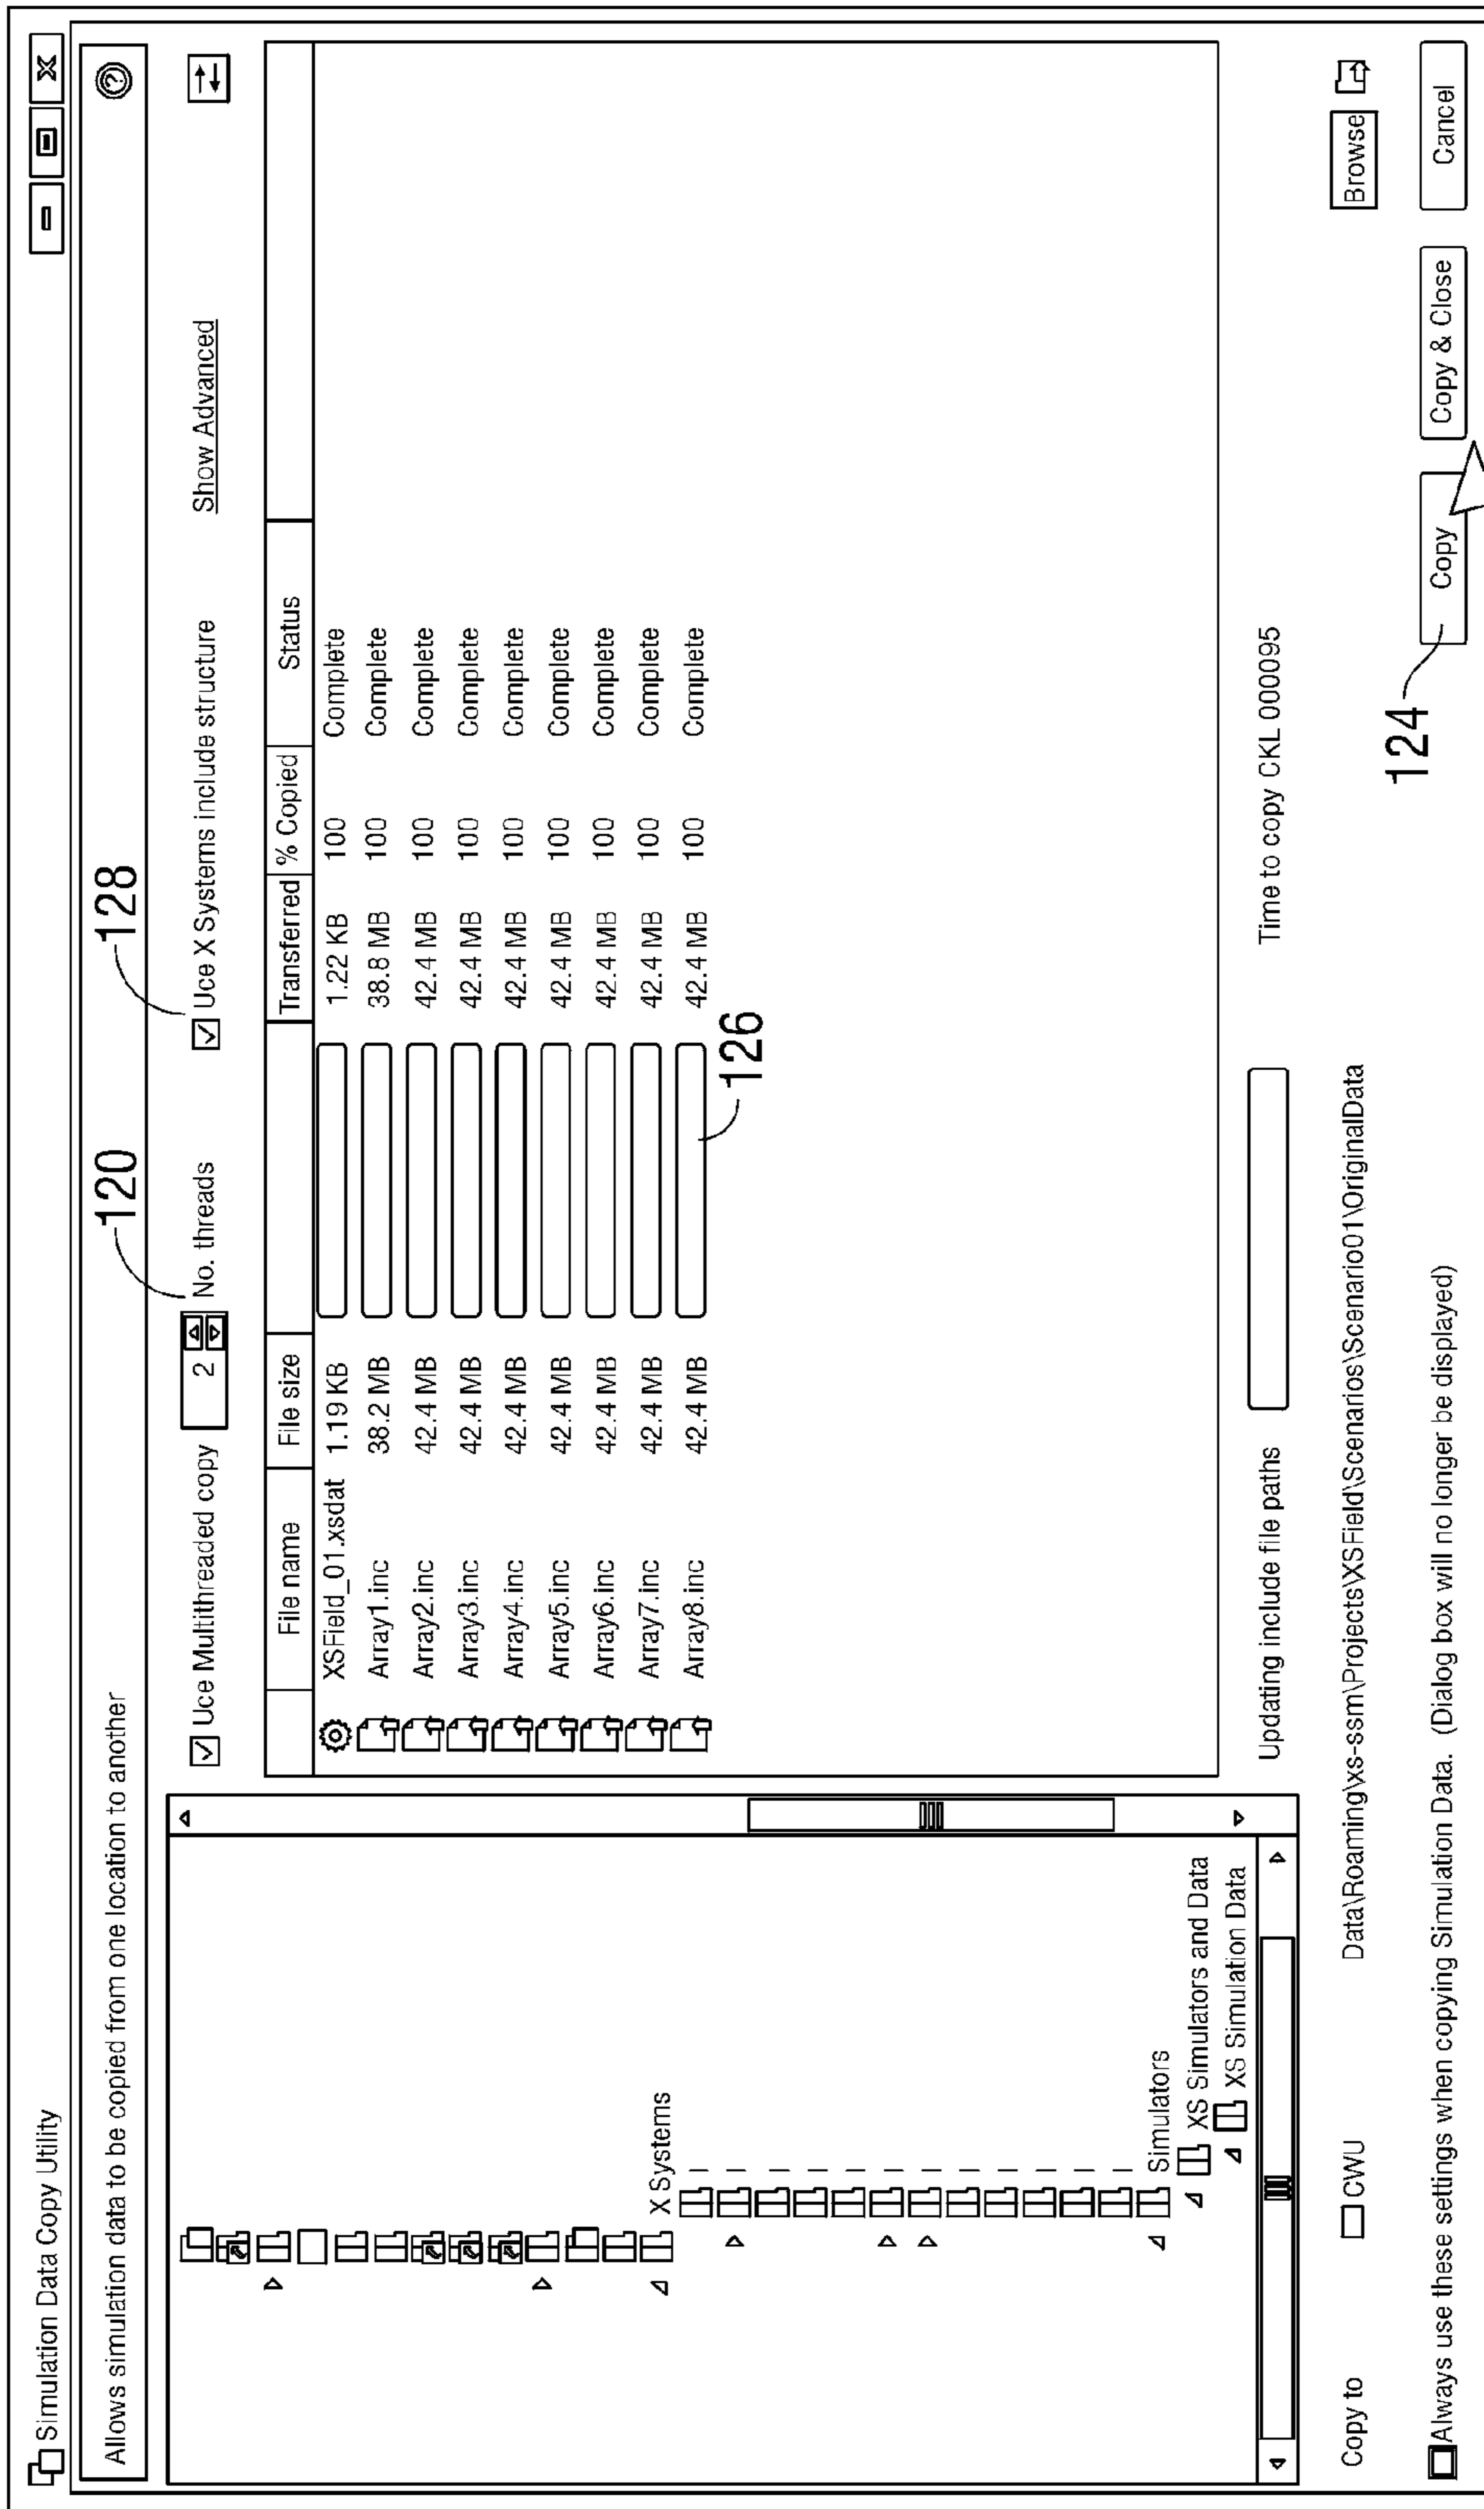 Simulation Data Copy Utility
X
Allows simulation data to be copied from one location to another
?
120
128
Uce Multithreaded copy 2 No. threads
Uce X Systems include structure
Show Advanced
File name File size Transferred % Copied Status
XSField_01.xsdat 1.19 KB 1.22 KB 100 Complete
Array1.inc 38.2 MB 38.8 MB 100 Complete
Array2.inc 42.4 MB 42.4 MB 100 Complete
Array3.inc 42.4 MB 42.4 MB 100 Complete
Array4.inc 42.4 MB 42.4 MB 100 Complete
Array5.inc 42.4 MB 42.4 MB 100 Complete
Array6.inc 42.4 MB 42.4 MB 100 Complete
Array7.inc 42.4 MB 42.4 MB 100 Complete
Array8.inc 42.4 MB 42.4 MB 100 Complete
126
X Systems
Simulators
XS Simulators and Data
XS Simulation Data
Updating include file paths
Time to copy CKL 000095
Copy to CWU Data\Roaming\xs-ssm\Projects\XSField\Scenarios\Scenario01\OriginalData Browse
124
Always use these settings when copying Simulation Data. (Dialog box will no longer be displayed)
Copy
Copy & Close
Cancel